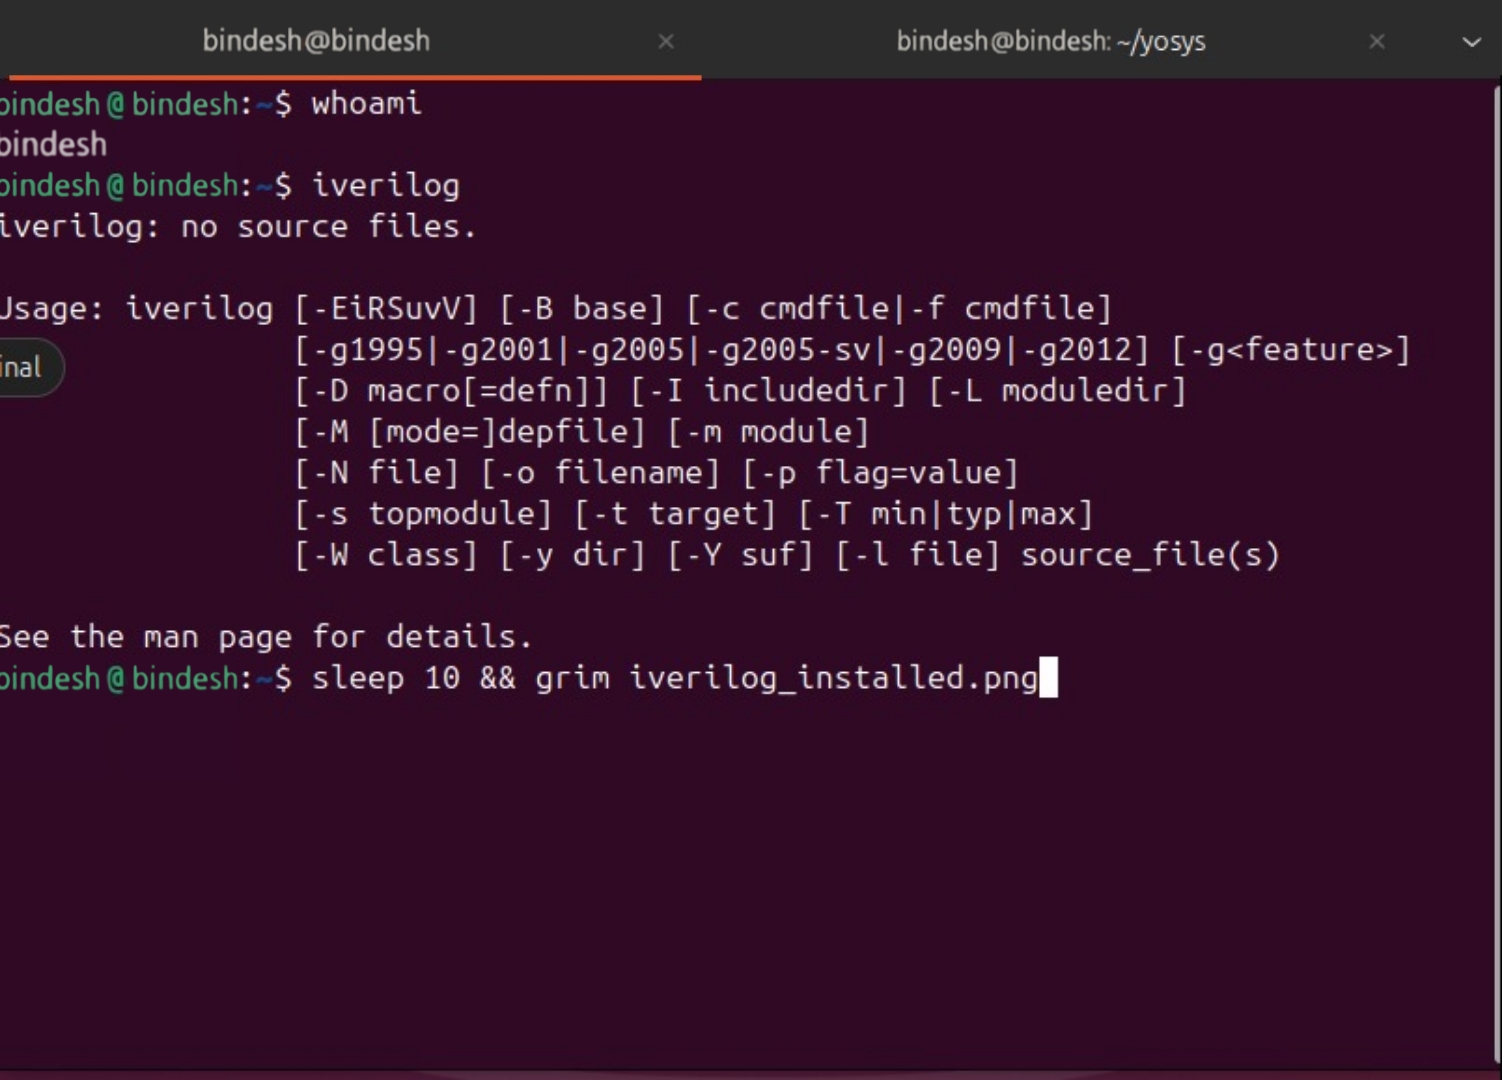 bindesh@bindesh
bindesh@bindesh: ~/yosys
bindesh@bindesh:~$ whoami
bindesh
bindesh@bindesh:~$ iverilog
iverilog: no source files.
Usage: iverilog [-EiRSuvV] [-B base] [-c cmdfile|-f cmdfile]
[-g1995|-g2001|-g2005|-g2005-sv|-g2009|-g2012] [-g<feature>]
inal
[-D macro[=defn]] [-I includedir] [-L moduledir]
[-M [mode=]depfile] [-m module]
[-N file] [-o filename] [-p flag=value]
[-s topmodule] [-t target] [-T min|typ|max]
[-W class] [-y dir] [-Y suf] [-l file] source_file(s)
See the man page for details.
bindesh@bindesh:~$ sleep 10 && grim iverilog_installed.png